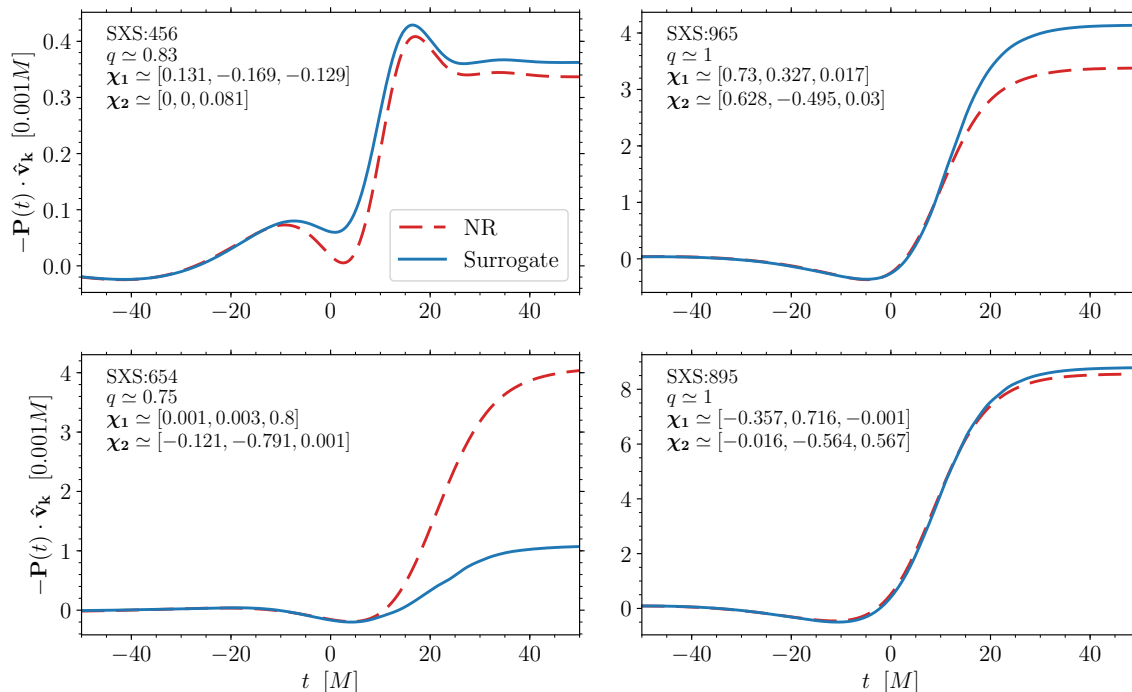 SXS:456
q ≃ 0.83
χ₁ ≃ [0.131, −0.169, −0.129]
χ₂ ≃ [0, 0, 0.081]
NR
Surrogate
0.4
0.3
0.2
0.1
0.0
−P(t) · v̂ₖ [0.001M]
−40 −20 0 20 40
SXS:965
q ≃ 1
χ₁ ≃ [0.73, 0.327, 0.017]
χ₂ ≃ [0.628, −0.495, 0.03]
4
3
2
1
0
−40 −20 0 20 40
SXS:654
q ≃ 0.75
χ₁ ≃ [0.001, 0.003, 0.8]
χ₂ ≃ [−0.121, −0.791, 0.001]
4
3
2
1
0
−P(t) · v̂ₖ [0.001M]
−40 −20 0 20 40
t [M]
SXS:895
q ≃ 1
χ₁ ≃ [−0.357, 0.716, −0.001]
χ₂ ≃ [−0.016, −0.564, 0.567]
8
6
4
2
0
−40 −20 0 20 40
t [M]